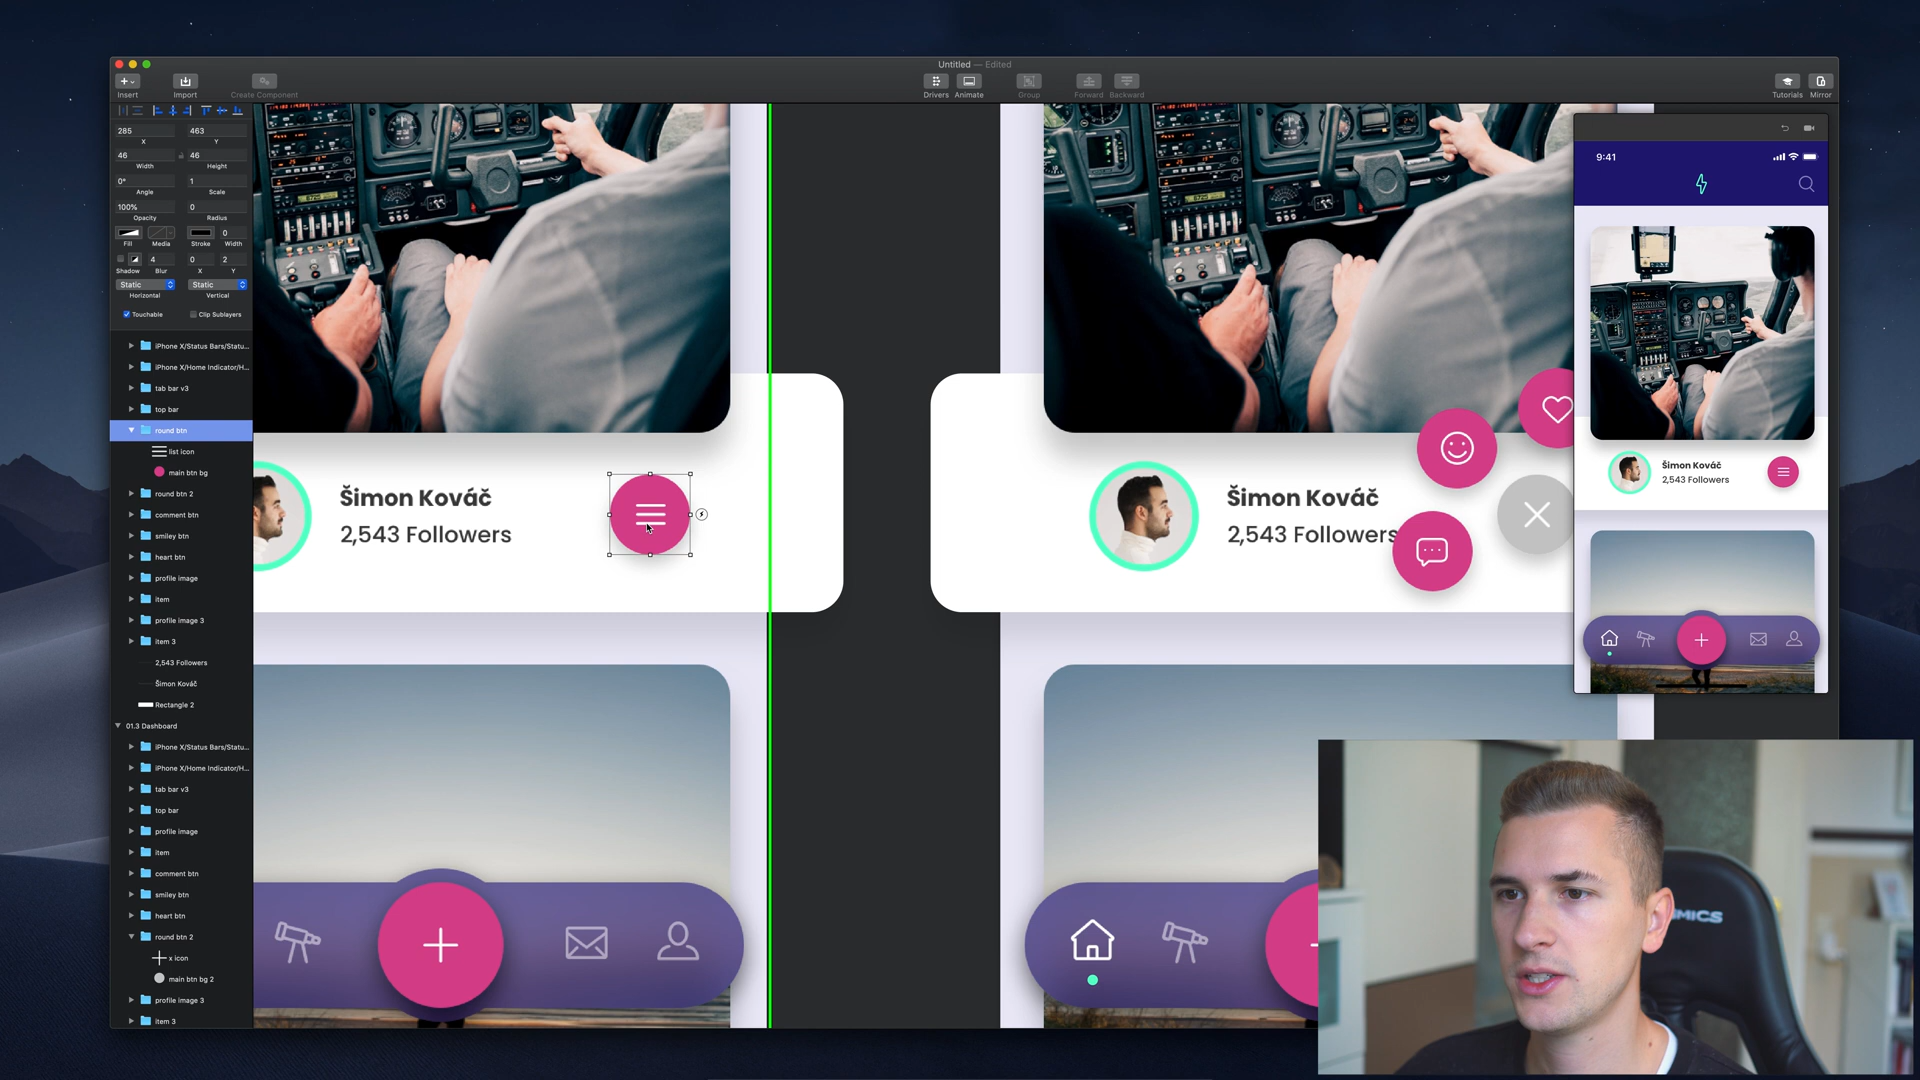 Untitled — Edited
Insert
Import
Create Component
Drivers
Animate
Group
Forward
Backward
Tutorials
Mirror
285
463
X
Y
46
46
Width
Height
0°
1
Angle
Scale
100%
0
Opacity
Radius
0
Fill
Media
Stroke
Width
4
0
2
Shadow
Blur
X
Y
Static
Static
Horizontal
Vertical
Touchable
Clip Sublayers
iPhone X/Status Bars/Statu...
iPhone X/Home Indicator/H...
tab bar v3
top bar
round btn
list icon
main btn bg
round btn 2
comment btn
smiley btn
heart btn
profile image
item
profile image 3
item 3
2,543 Followers
Šimon Kováč
Rectangle 2
01.3 Dashboard
iPhone X/Status Bars/Statu...
iPhone X/Home Indicator/H...
tab bar v3
top bar
profile image
item
comment btn
smiley btn
heart btn
round btn 2
x icon
main btn bg 2
profile image 3
item 3
Šimon Kováč
2,543 Followers
Šimon Kováč
2,543 Followers
9:41
Šimon Kováč
2,543 Followers
MICS